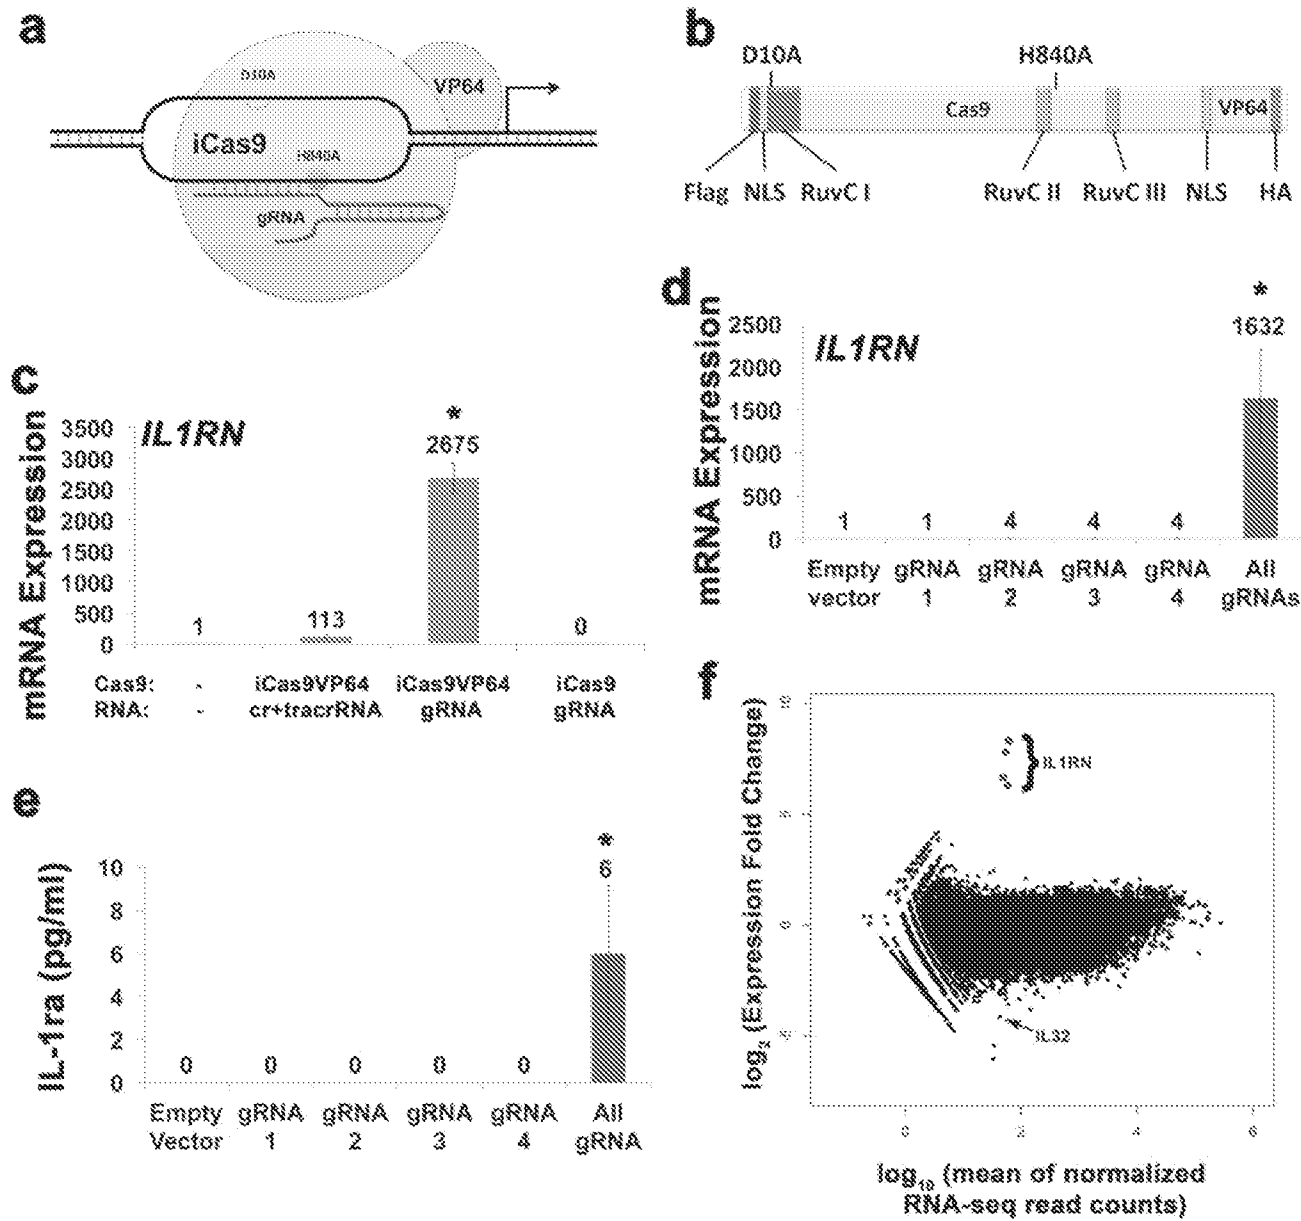 a
D10A
VP64
iCas9
H840A
gRNA
b
D10A
H840A
Cas9
VP64
Flag NLS RuvC I RuvC II RuvC III NLS HA
c
mRNA Expression
IL1RN
3500
3000
2500
2000
1500
1000
500
0
1
113
*
2675
0
Cas9: - iCas9VP64 iCas9VP64 iCas9
RNA: - cr+tracrRNA gRNA gRNA
d
mRNA Expression
IL1RN
2500
2000
1500
1000
500
0
1 1 4 4 4
*
1632
Empty gRNA gRNA gRNA gRNA All
vector 1 2 3 4 gRNAs
e
IL-1ra (pg/ml)
10
8
6
4
2
0
0 0 0 0 0
*
6
Empty gRNA gRNA gRNA gRNA All
Vector 1 2 3 4 gRNA
f
log2 (Expression Fold Change)
IL1RN
IL32
0 2 4 6
log10 (mean of normalized
RNA-seq read counts)